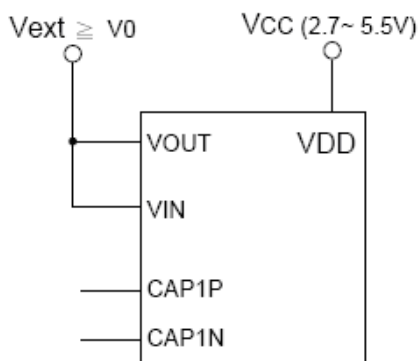 Vext ≧ V0
VCC (2.7~ 5.5V)
VOUT
VDD
VIN
CAP1P
CAP1N